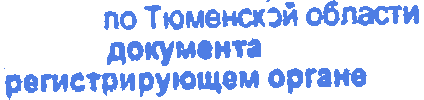 по Тюменской области
документа
регистрирующем органе